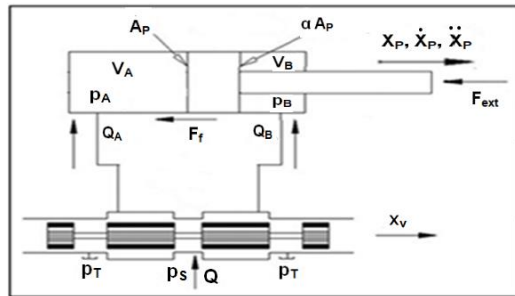 A_P α A_P
X_P, Ẋ_P, Ẍ_P
V_A V_B
p_A p_B
F_ext
Q_A F_f Q_B
X_v
p_T p_S Q p_T